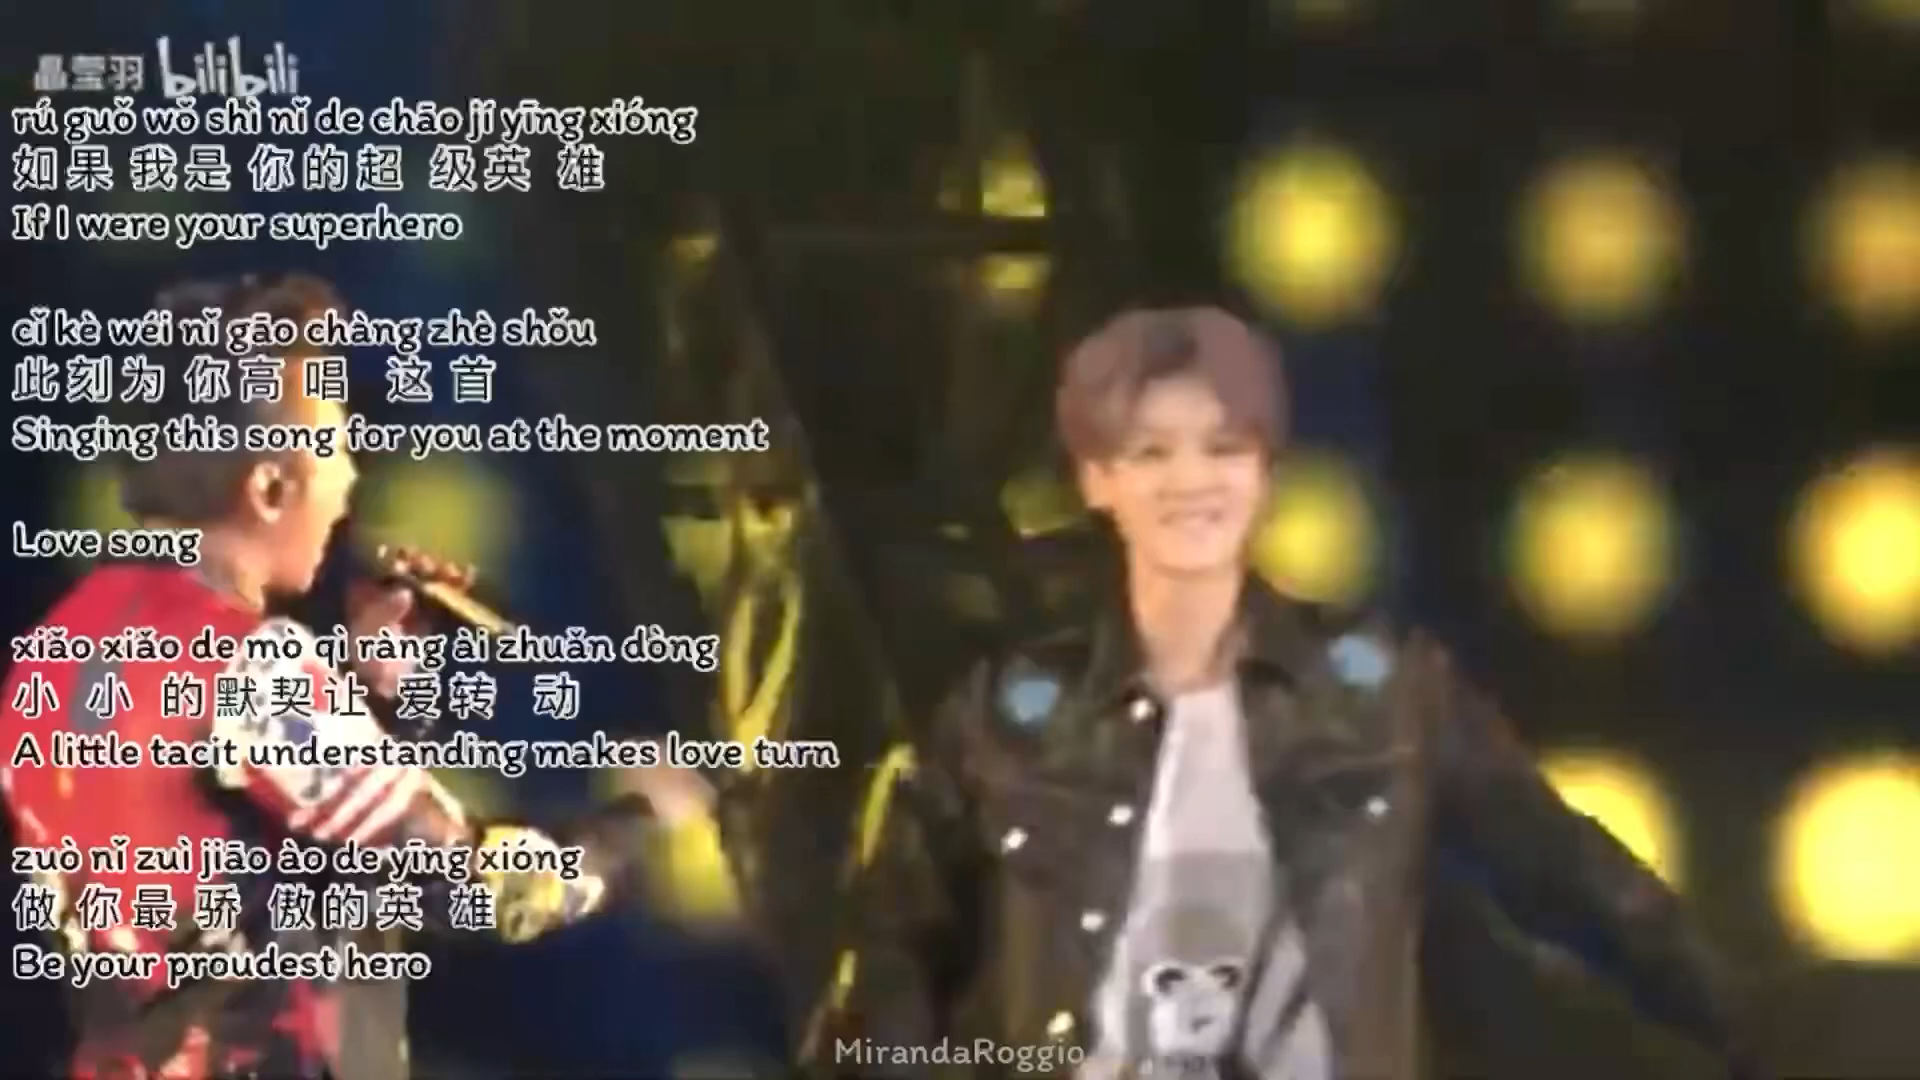 晶莹羽 bilibili
rú guǒ wǒ shì nǐ de chāo jí yīng xióng
如果 我是 你的超 级英 雄
If I were your superhero
cǐ kè wéi nǐ gāo chàng zhè shǒu
此刻为 你高 唱 这 首
Singing this song for you at the moment
Love song
xiǎo xiǎo de mò qì ràng ài zhuǎn dòng
小 小 的默契让 爱转 动
A little tacit understanding makes love turn
zuò nǐ zuì jiāo ào de yīng xióng
做 你最 骄 傲的英 雄
Be your proudest hero
MirandaRoggio